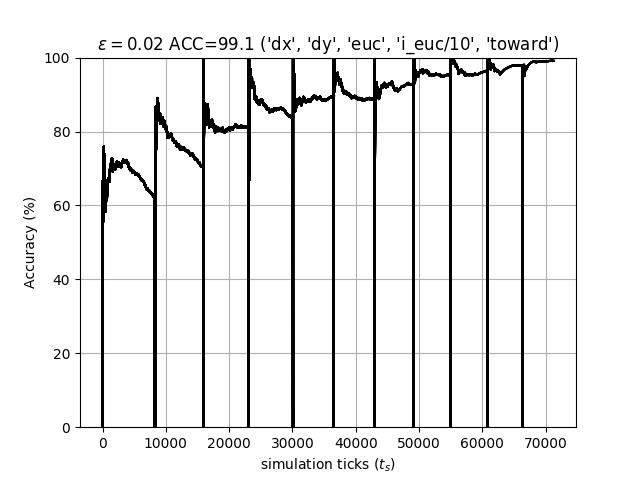 ε = 0.02 ACC=99.1 ('dx', 'dy', 'euc', 'i_euc/10', 'toward')
100
80
60
40
20
0
Accuracy (%)
0 10000 20000 30000 40000 50000 60000 70000
simulation ticks (tₛ)